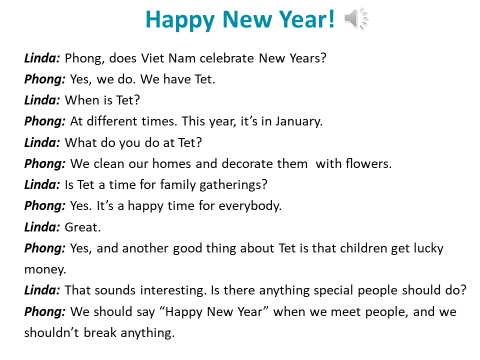 Happy New Year!
Linda: Phong, does Viet Nam celebrate New Years?
Phong: Yes, we do. We have Tet.
Linda: When is Tet?
Phong: At different times. This year, it’s in January.
Linda: What do you do at Tet?
Phong: We clean our homes and decorate them  with flowers.
Linda: Is Tet a time for family gatherings?
Phong: Yes. It’s a happy time for everybody.
Linda: Great.
Phong: Yes, and another good thing about Tet is that children get lucky
money.
Linda: That sounds interesting. Is there anything special people should do?
Phong: We should say “Happy New Year” when we meet people, and we
shouldn’t break anything.